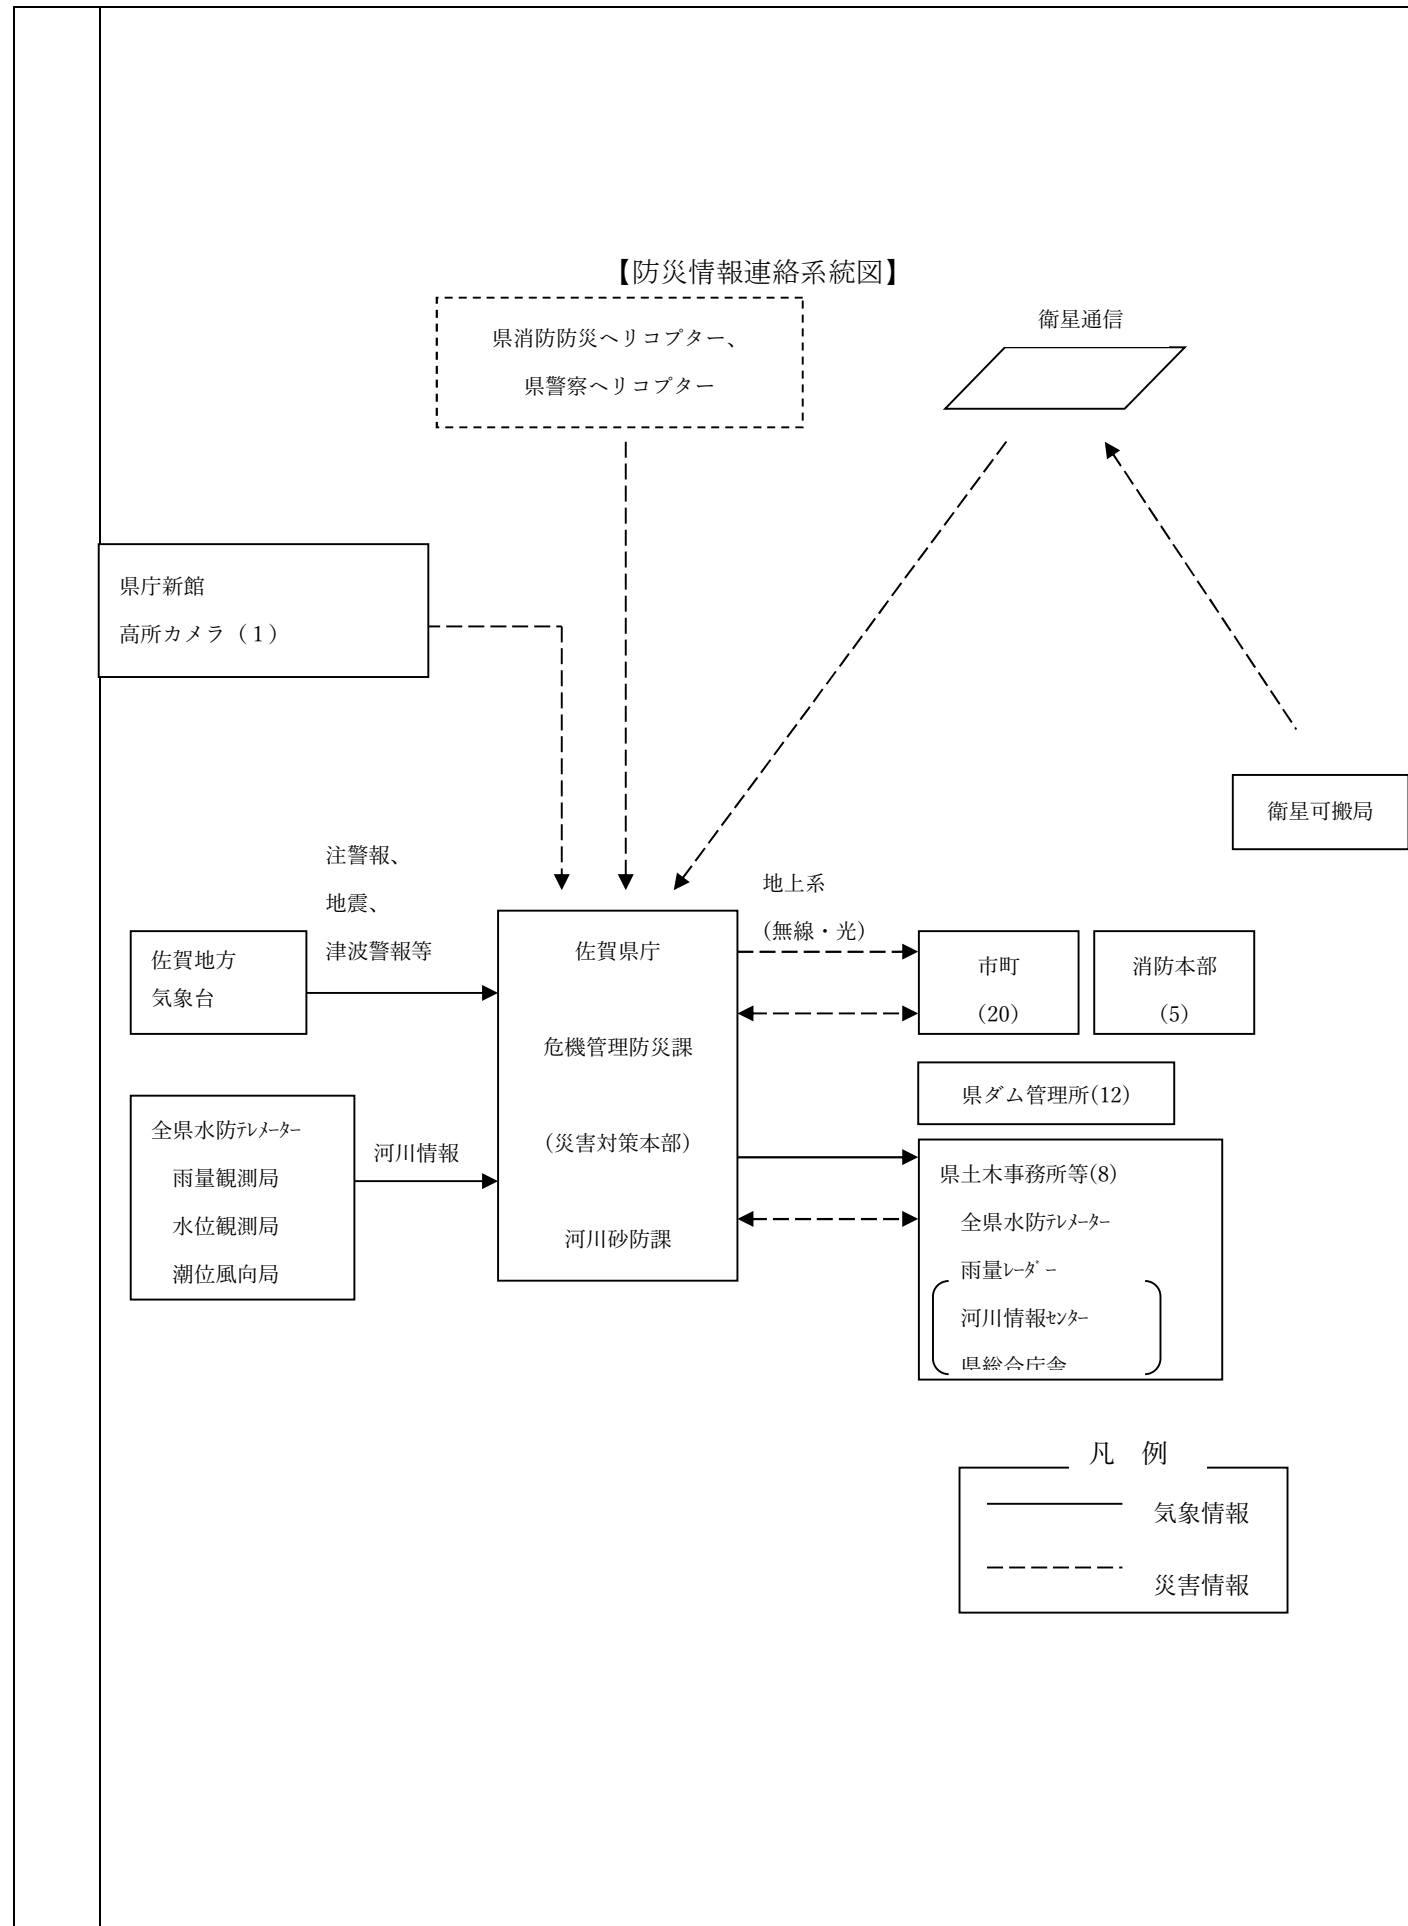 【防災情報連絡系統図】
県消防防災ヘリコプター、
県警察ヘリコプター
衛星通信
県庁新館
高所カメラ（１）
衛星可搬局
注警報、
地震、
津波警報等
地上系
(無線・光)
佐賀地方
気象台
佐賀県庁
危機管理防災課
(災害対策本部)
河川砂防課
市町
(20)
消防本部
(5)
県ダム管理所(12)
全県水防ﾃﾚﾒｰﾀｰ
雨量観測局
水位観測局
潮位風向局
河川情報
県土木事務所等(8)
全県水防ﾃﾚﾒｰﾀｰ
雨量ﾚｰﾀﾞｰ
河川情報ｾﾝﾀｰ
県総合庁舎
凡　例
気象情報
災害情報